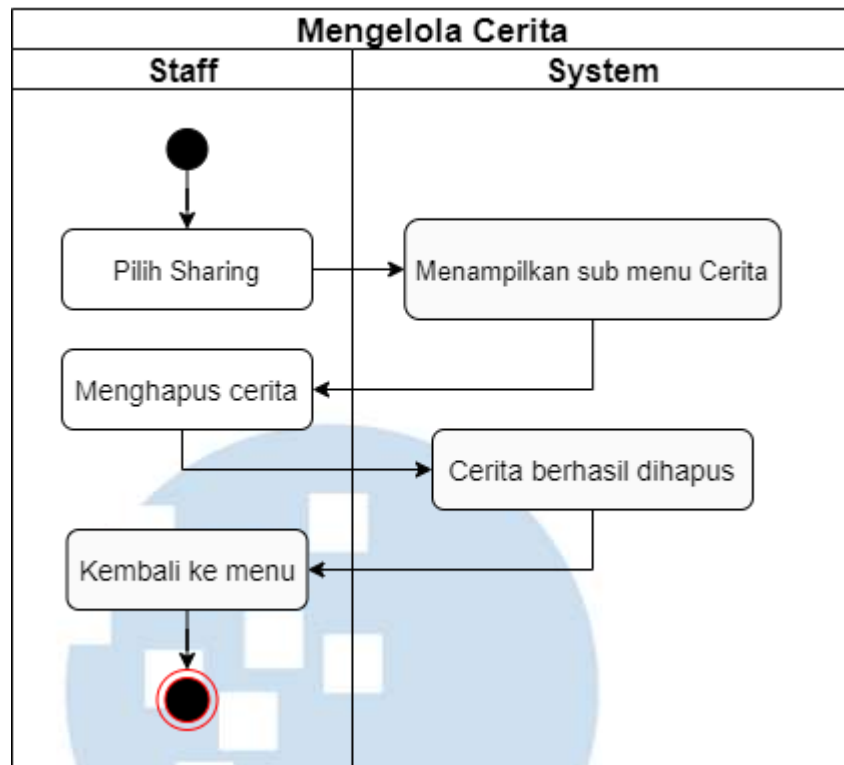 Mengelola Cerita
Staff
System
Pilih Sharing
Menampilkan sub menu Cerita
Menghapus cerita
Cerita berhasil dihapus
Kembali ke menu